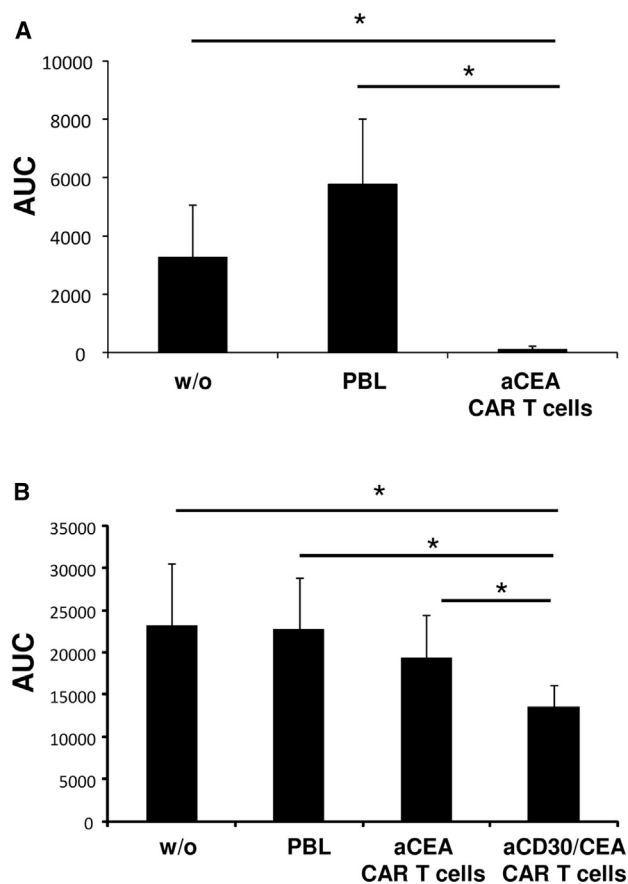 A
*
*
10000
8000
6000
4000
2000
0
AUC
w/o PBL aCEA
CAR T cells
B
*
*
*
35000
30000
25000
20000
15000
10000
5000
0
AUC
w/o PBL aCEA aCD30/CEA
CAR T cells CAR T cells